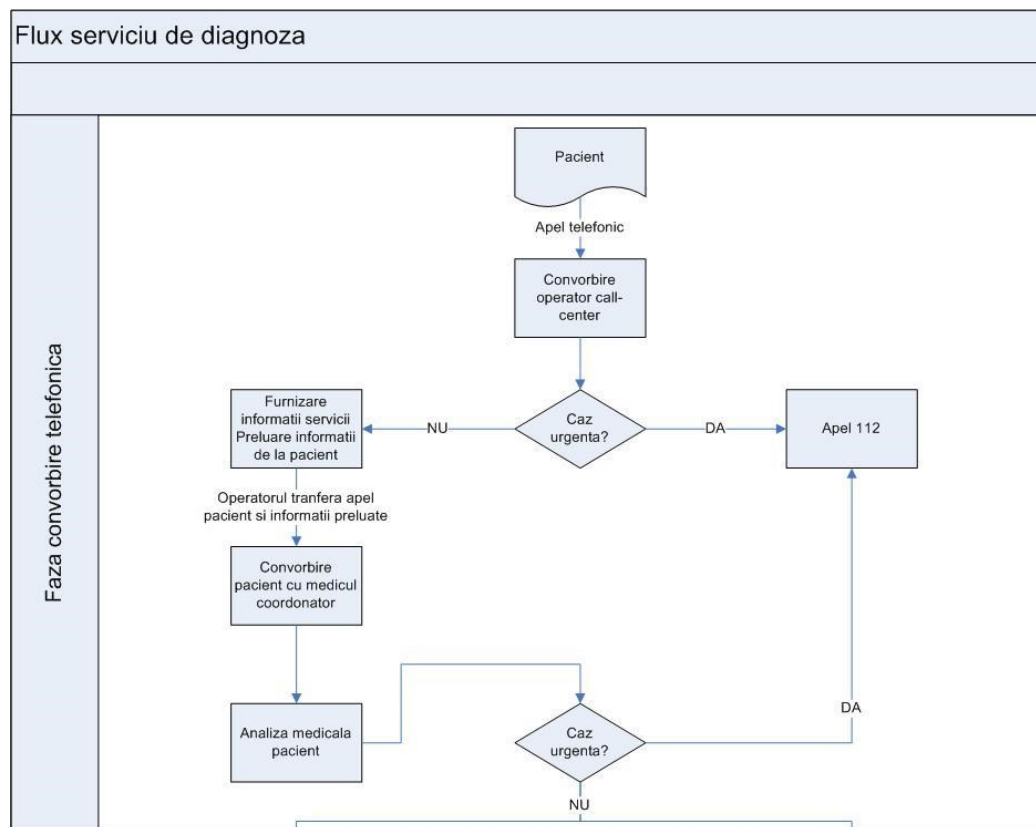 Flux serviciu de diagnoza
Faza convorbire telefonica
Pacient
Apel telefonic
Convorbire
operator call-
center
Caz
urgenta?
NU
DA
Furnizare
informatii servicii
Preluare informatii
de la pacient
Apel 112
Operatorul tranfera apel
pacient si informatii preluate
Convorbire
pacient cu medicul
coordonator
Analiza medicala
pacient
Caz
urgenta?
DA
NU